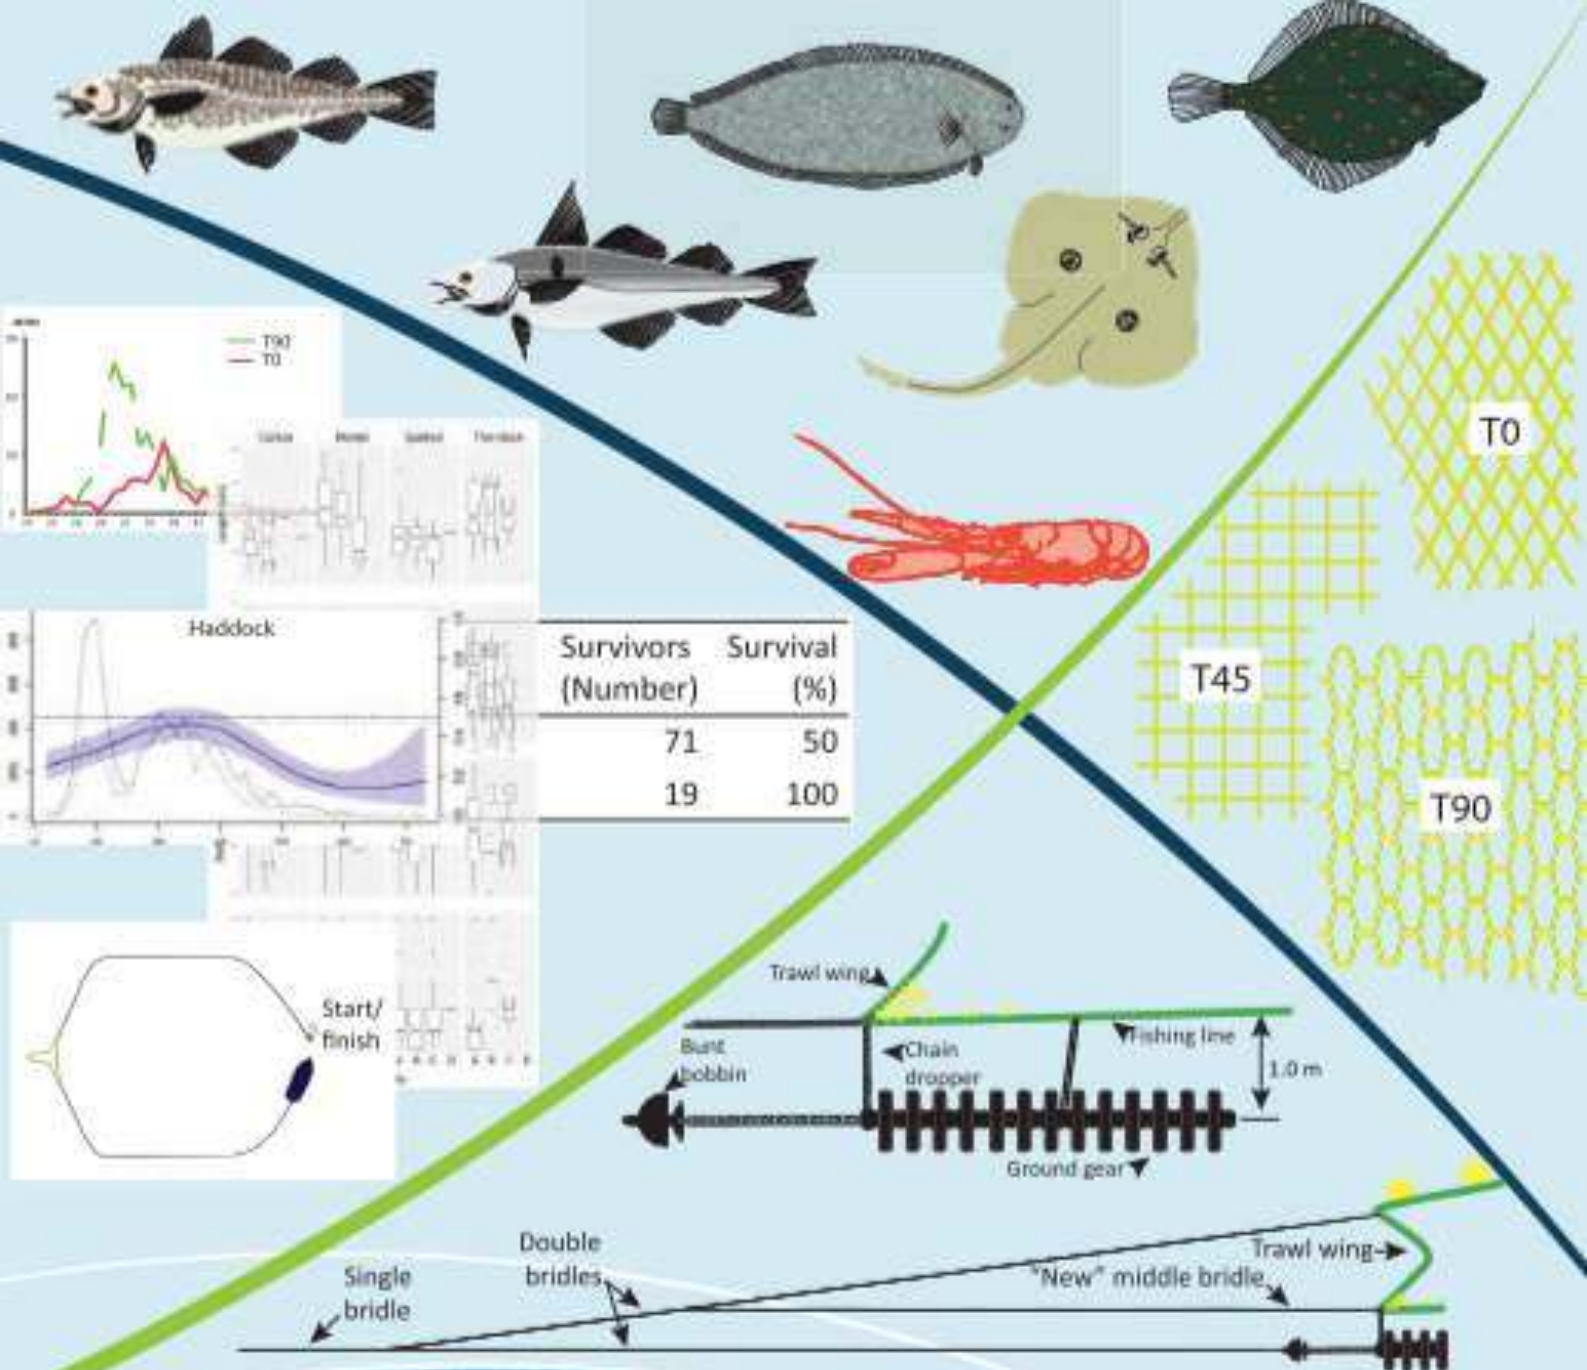 T90
T0
T0
Haddock
Survivors Survival
(Number) (%)
71 50
19 100
T45
T90
Start/
finish
Trawl wing
Bunt
bobbin
Chain
dropper
Fishing line
1.0 m
Ground gear
Double
bridles
Single
bridle
Trawl wing
"New" middle bridle